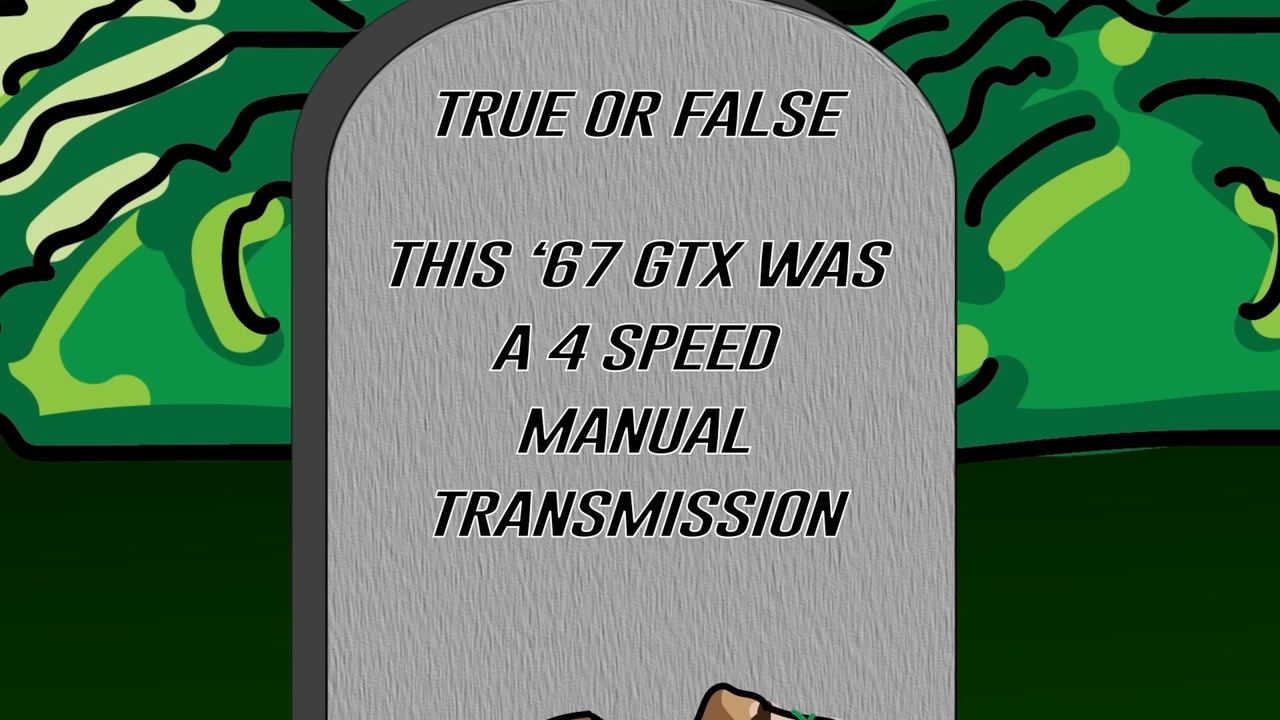 TRUE OR FALSE
THIS ‘67 GTX WAS
A 4 SPEED
MANUAL
TRANSMISSION